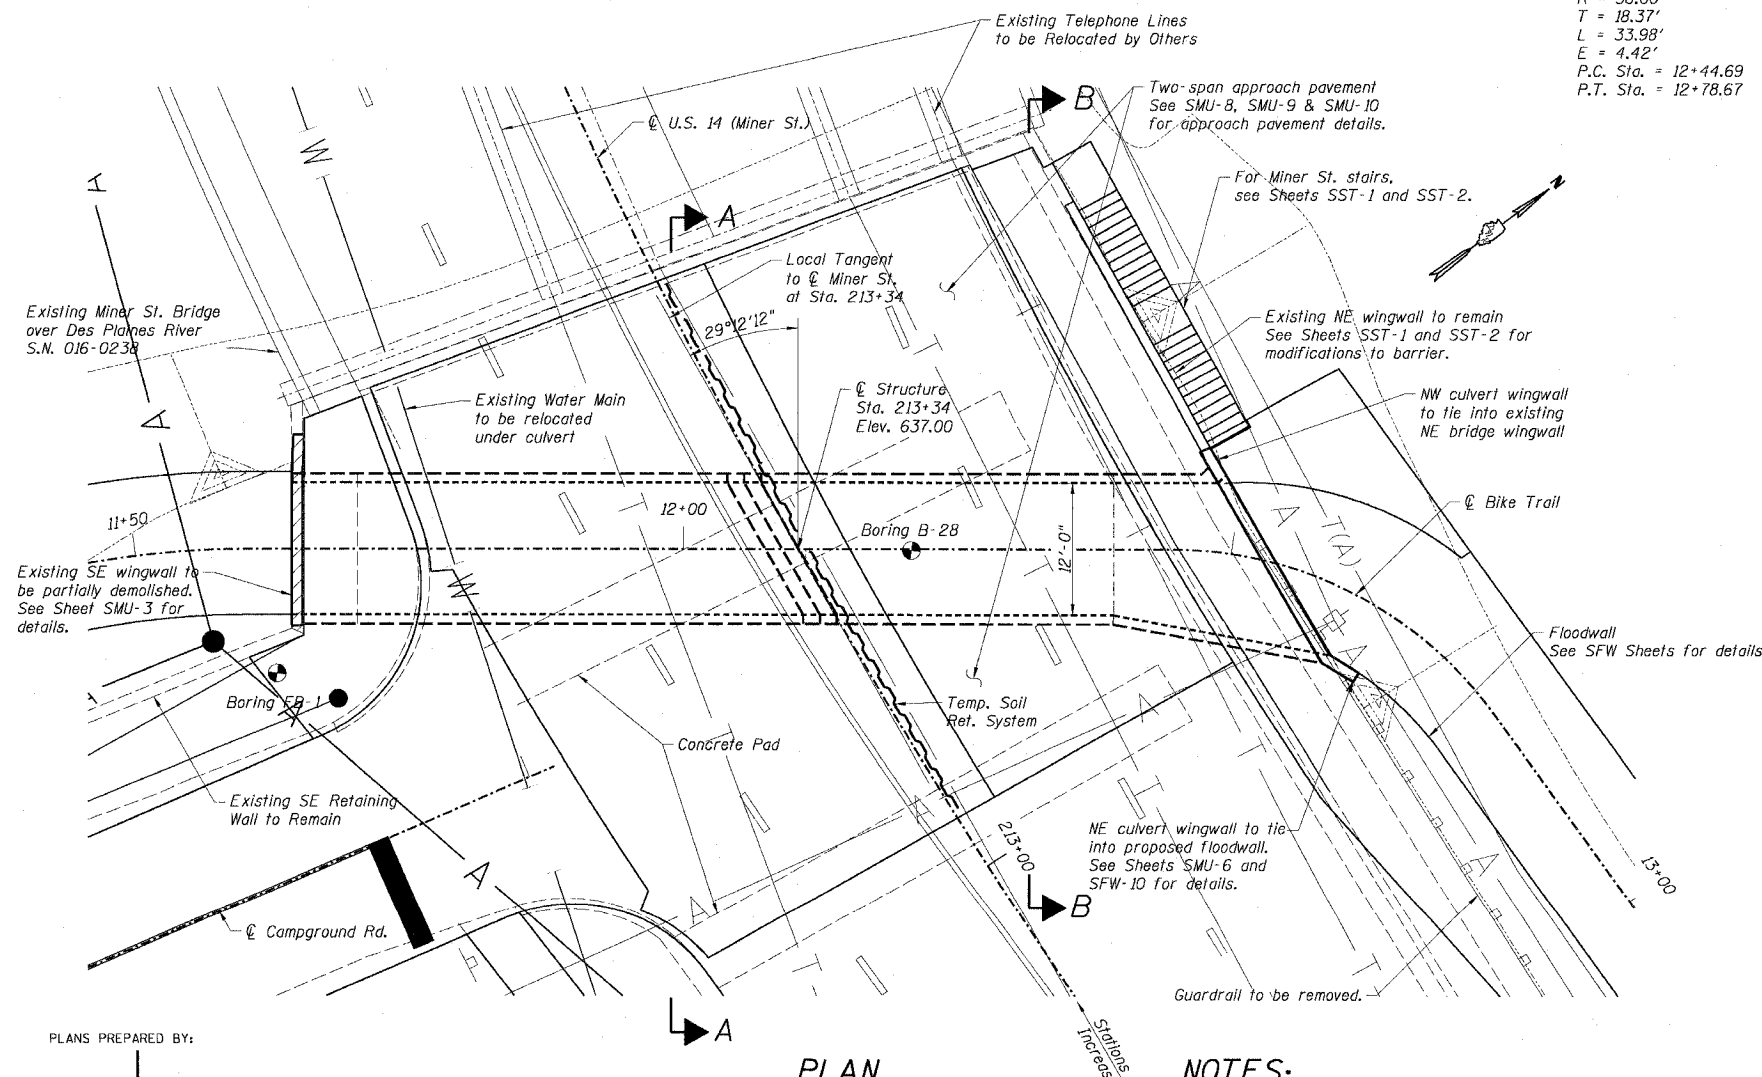 T = 18.37'
L = 33.98'
E = 4.42'
P.C. Sta. = 12+44.69
P.T. Sta. = 12+78.67
Existing Telephone Lines
to be Relocated by Others
Two-span approach pavement
See SMU-8, SMU-9 & SMU-10
for approach pavement details.
B
℄ U.S. 14 (Miner St.)
W
A
For Miner St. stairs,
see Sheets SST-1 and SST-2.
N
A
Local Tangent
to ℄ Miner St.
at Sta. 213+34
29°12'12"
Existing Miner St. Bridge
over Des Plaines River
S.N. 016-0238
Existing NE wingwall to remain
See Sheets SST-1 and SST-2 for
modifications to barrier.
℄ Structure
Sta. 213+34
Elev. 637.00
Existing Water Main
to be relocated
under culvert
NW culvert wingwall
to tie into existing
NE bridge wingwall
A
11+50
12+00
Boring B-28
12'-0"
A
T(A)
℄ Bike Trail
Existing SE wingwall to
be partially demolished.
See Sheet SMU-3 for
details.
W
Floodwall
See SFW Sheets for details
Boring FB-1
Temp. Soil
Ret. System
Concrete Pad
A
Existing SE Retaining
Wall to Remain
213+00
NE culvert wingwall to tie
into proposed floodwall.
See Sheets SMU-6 and
SFW-10 for details.
13+00
A
A
A
B
℄ Campground Rd.
T
Guardrail to be removed.
A
Stations
Increas
PLANS PREPARED BY:
PLAN
NOTES: